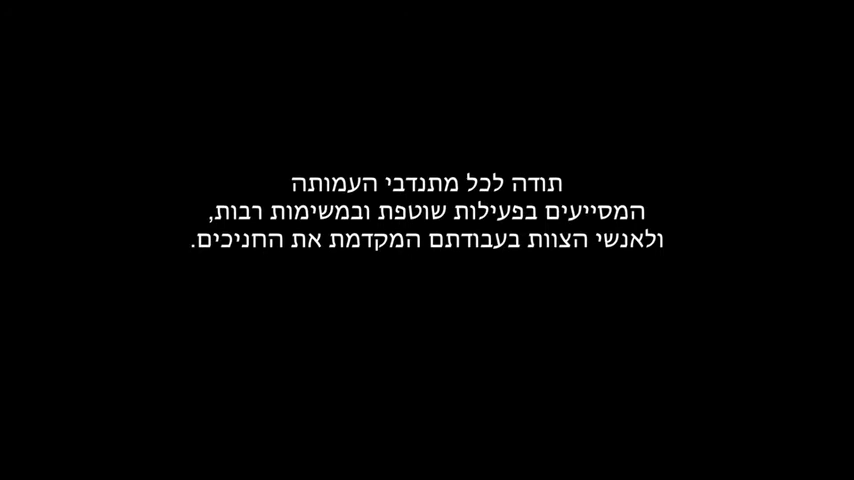 תודה לכל מתנדבי העמותה
המסייעים בפעילות שוטפת ובמשימות רבות,
ולאנשי הצוות בעבודתם המקדמת את החניכים.